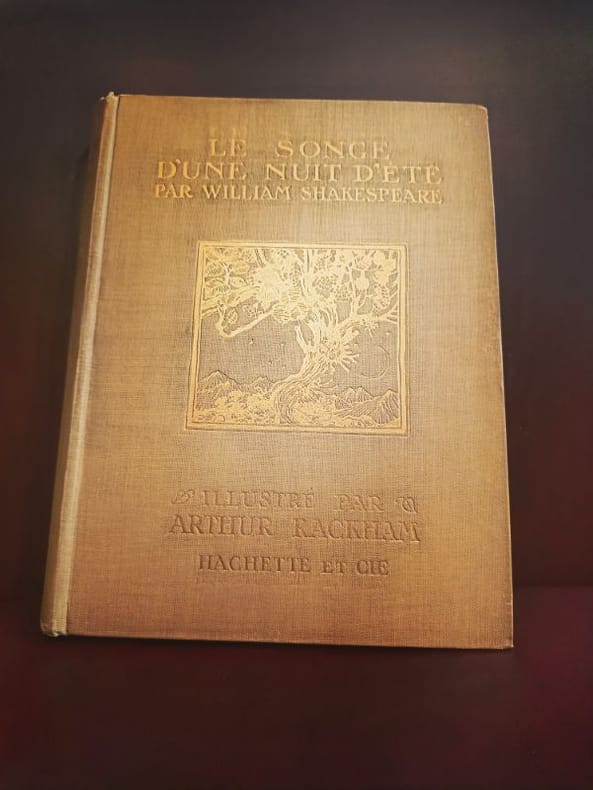 LE SONGE
D'UNE NUIT D'ÉTÉ
PAR WILLIAM SHAKESPEARE
ILLUSTRÉ PAR
ARTHUR RACKHAM
HACHETTE ET CIE